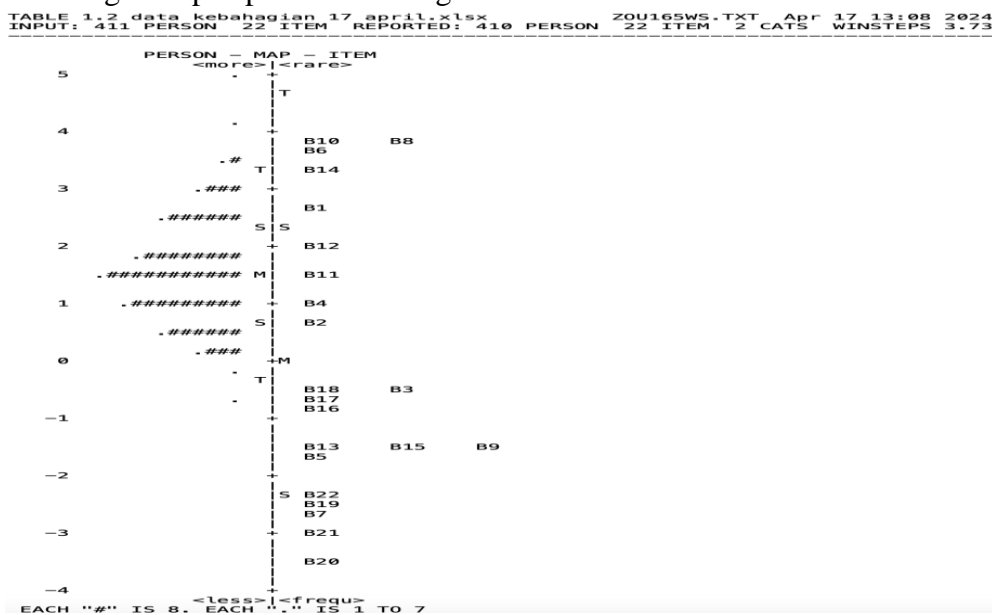 TABLE 1.2 data kebahagian 17 april.xlsx ZOU165WS.TXT Apr 17 13:08 2024
INPUT: 411 PERSON 22 ITEM REPORTED: 410 PERSON 22 ITEM 2 CATS WINSTEPS 3.73
PERSON - MAP - ITEM
<more>|<rare>
5 . +
|T
|
. |
4 +
| B10 B8
| B6
.# |
T| B14
3 .### +
| B1
.###### |
S|S
2 + B12
.######## |
.########### M| B11
|
1 .######### + B4
S| B2
.###### |
.### |
0 +M
. |
T|
| B18 B3
. | B17
| B16
-1 +
|
| B13 B15 B9
| B5
-2 +
|S B22
| B19
| B7
-3 + B21
|
| B20
|
-4 +
<less>|<frequ>
EACH "#" IS 8. EACH "." IS 1 TO 7